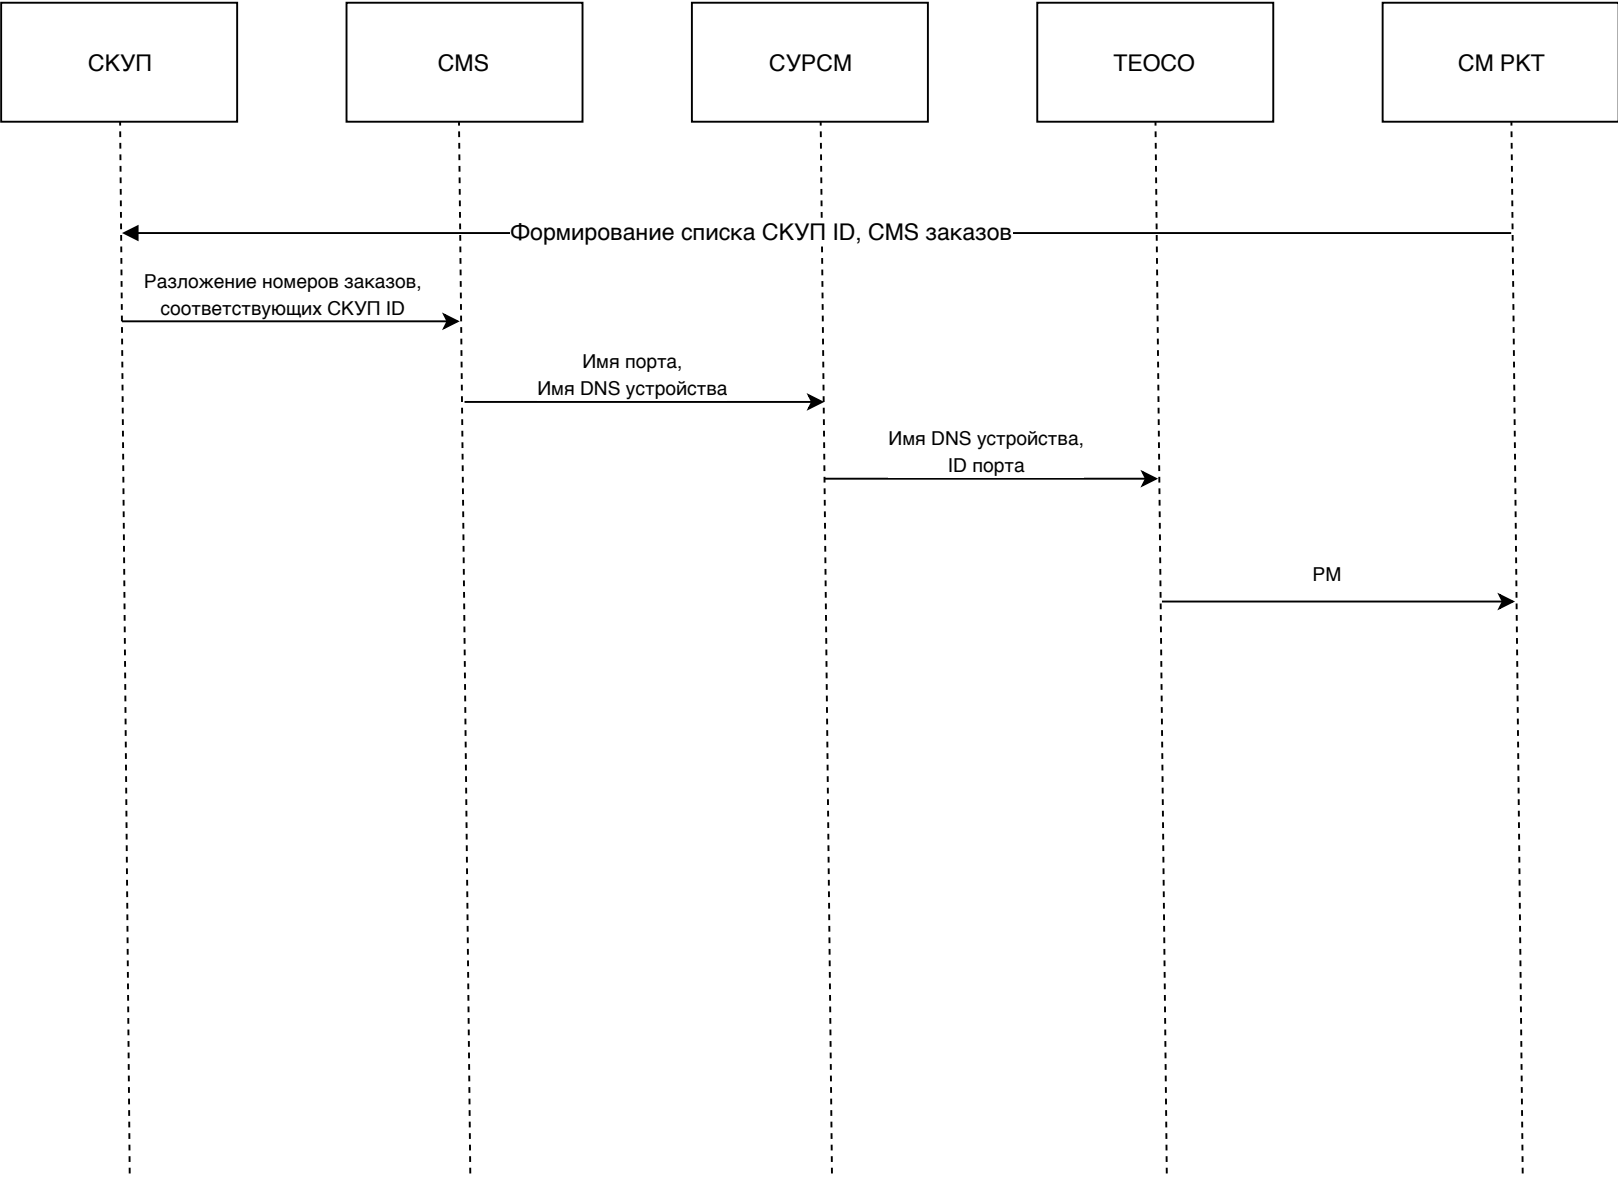 СКУП
CMS
СУРСМ
ТЕОСО
СМ РКТ
Формирование списка СКУП ID, CMS заказов
Разложение номеров заказов,
соответствующих СКУП ID
Имя порта,
Имя DNS устройства
Имя DNS устройства,
ID порта
PM